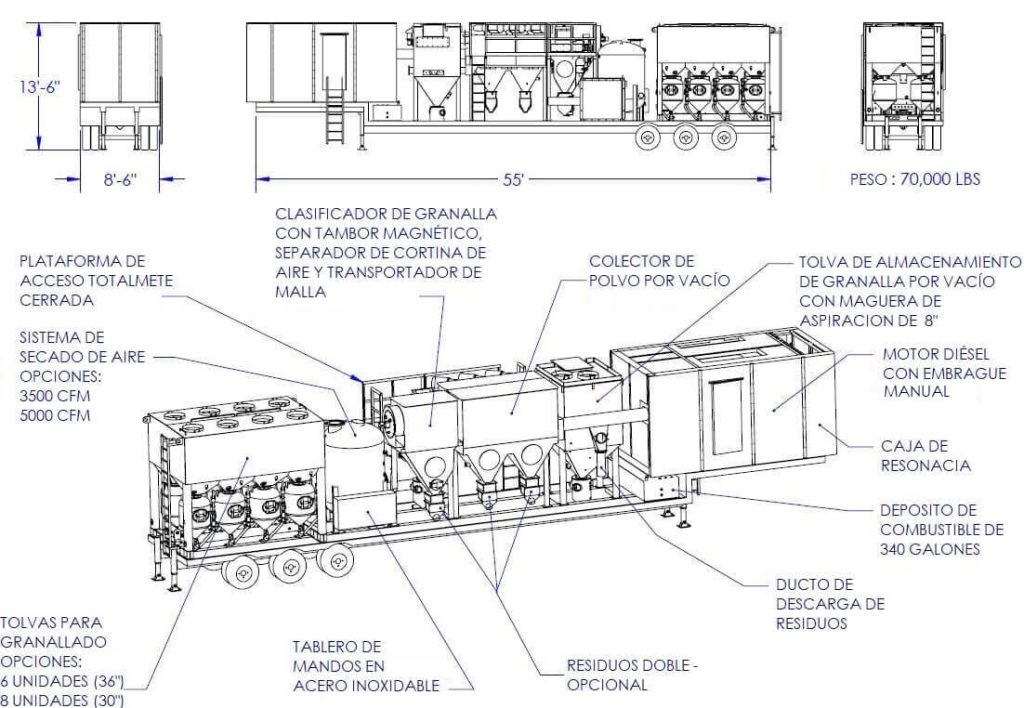 13'-6"
8'-6"
55'
PESO : 70,000 LBS
CLASIFICADOR DE GRANALLA
CON TAMBOR MAGNÉTICO,
SEPARADOR DE CORTINA DE
AIRE Y TRANSPORTADOR DE
MALLA
PLATAFORMA DE
ACCESO TOTALMETE
CERRADA
COLECTOR DE
POLVO POR VACÍO
TOLVA DE ALMACENAMIENTO
DE GRANALLA POR VACÍO
CON MAGUERA DE
ASPIRACION DE 8"
SISTEMA DE
SECADO DE AIRE
OPCIONES:
3500 CFM
5000 CFM
MOTOR DIÉSEL
CON EMBRAGUE
MANUAL
CAJA DE
RESONACIA
DEPOSITO DE
COMBUSTIBLE DE
340 GALONES
DUCTO DE
DESCARGA DE
RESIDUOS
TOLVAS PARA
GRANALLADO
OPCIONES:
6 UNIDADES (36")
8 UNIDADES (30")
TABLERO DE
MANDOS EN
ACERO INOXIDABLE
RESIDUOS DOBLE -
OPCIONAL